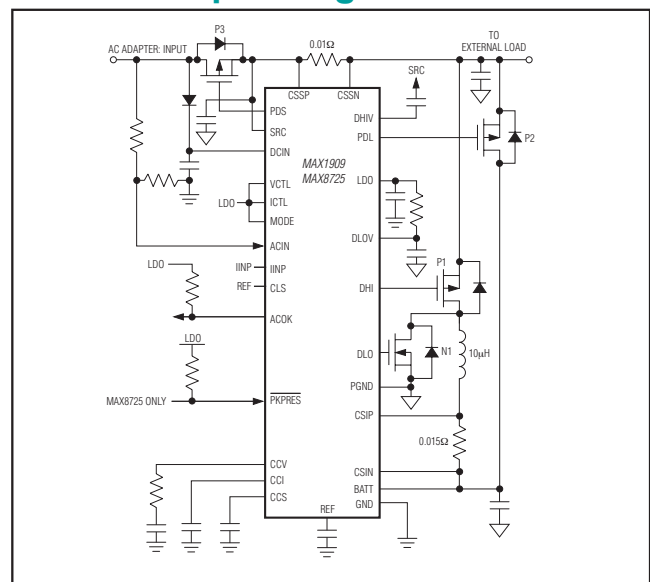 P3
AC ADAPTER: INPUT
0.01Ω
TO
EXTERNAL LOAD
CSSP
CSSN
SRC
PDS
DHIV
SRC
PDL
P2
DCIN
MAX1909
MAX8725
VCTL
LDO
LDO
ICTL
MODE
DLOV
ACIN
P1
LDO
IINP
IINP
DHI
REF
CLS
ACOK
LDO
DLO
N1
10µH
PGND
MAX8725 ONLY
PKPRES
CSIP
0.015Ω
CCV
CSIN
CCI
BATT
CCS
GND
REF